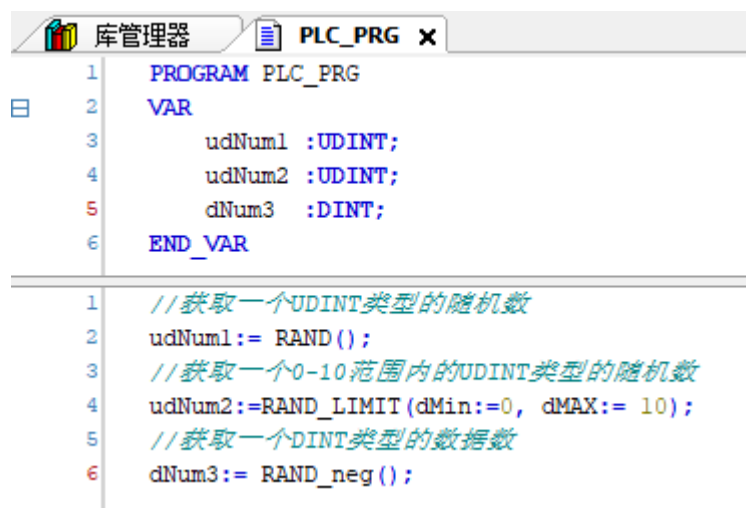 库管理器 PLC_PRG
1 PROGRAM PLC_PRG
2 VAR
3 udNum1 :UDINT;
4 udNum2 :UDINT;
5 dNum3 :DINT;
6 END_VAR
1 //获取一个UDINT类型的随机数
2 udNum1:= RAND();
3 //获取一个0-10范围内的UDINT类型的随机数
4 udNum2:=RAND_LIMIT(dMin:=0, dMAX:= 10);
5 //获取一个DINT类型的数据数
6 dNum3:= RAND_neg();